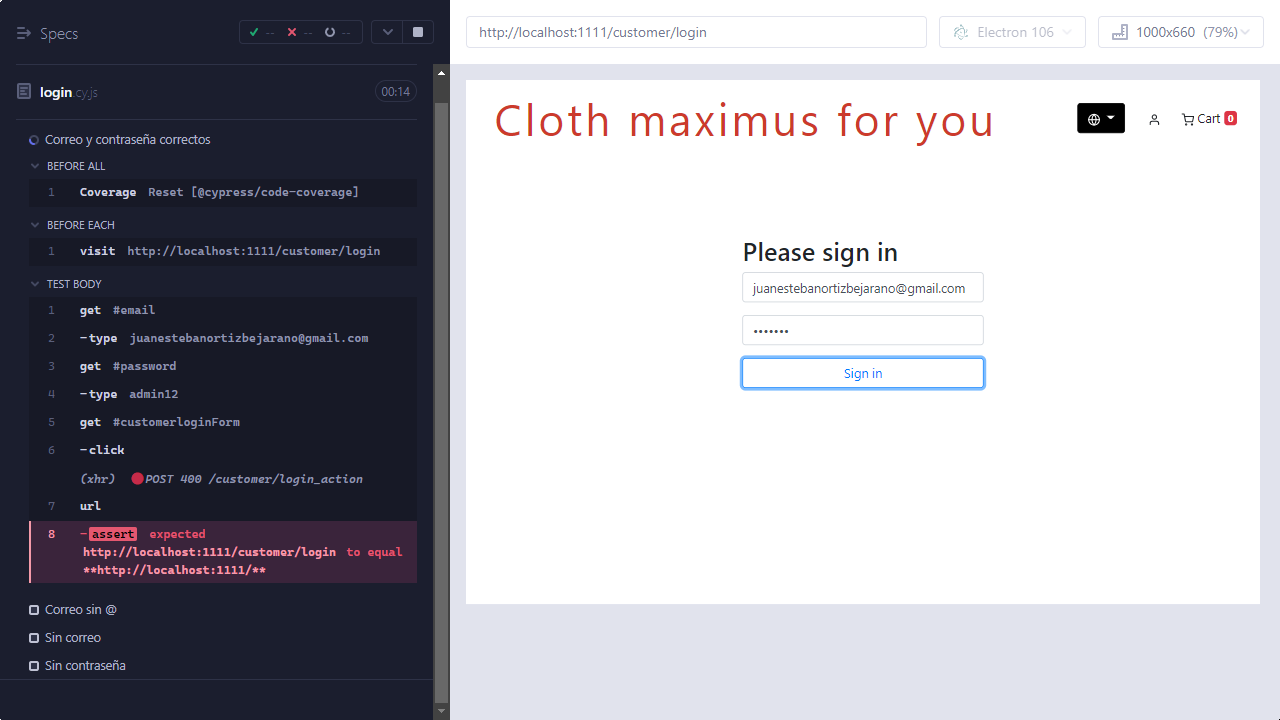 Specs
-- -- --
login.cy.js 00:14
Correo y contraseña correctos
BEFORE ALL
1 Coverage Reset [@cypress/code-coverage]
BEFORE EACH
1 visit http://localhost:1111/customer/login
TEST BODY
1 get #email
2 -type juanestebanortizbejarano@gmail.com
3 get #password
4 -type admin12
5 get #customerloginForm
6 -click
(xhr) POST 400 /customer/login_action
7 url
8 -assert expected
http://localhost:1111/customer/login to equal
**http://localhost:1111/**
Correo sin @
Sin correo
Sin contraseña
http://localhost:1111/customer/login
Electron 106
1000x660 (79%)
Cloth maximus for you
Cart 0
Please sign in
juanestebanortizbejarano@gmail.com
•••••••
Sign in